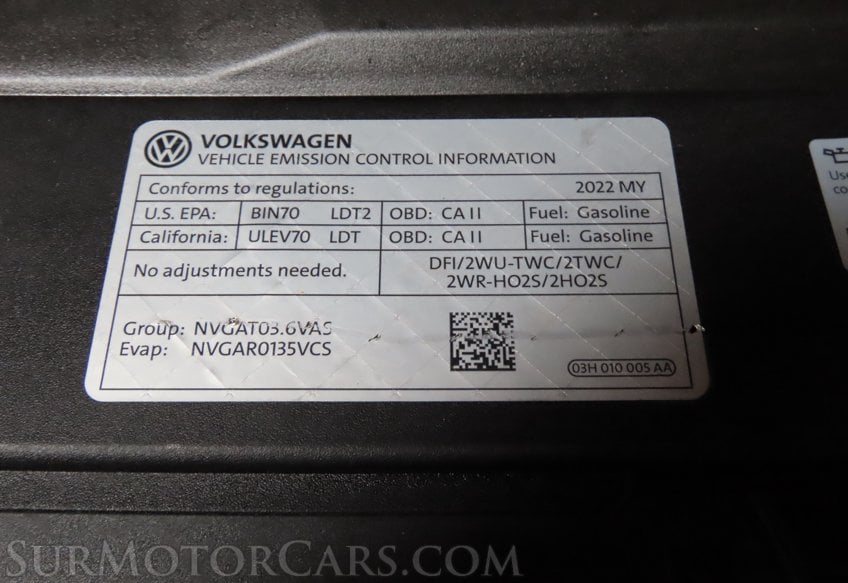 VOLKSWAGEN
VEHICLE EMISSION CONTROL INFORMATION
Conforms to regulations: 2022 MY
U.S. EPA: BIN70 LDT2 OBD: CA II Fuel: Gasoline
California: ULEV70 LDT OBD: CA II Fuel: Gasoline
No adjustments needed.
DFI/2WU-TWC/2TWC/
2WR-HO2S/2HO2S
Group: NVGAT03.6VAS
Evap: NVGAR0135VCS
03H 010 005 AA
Use
co
SurMotorCars.com